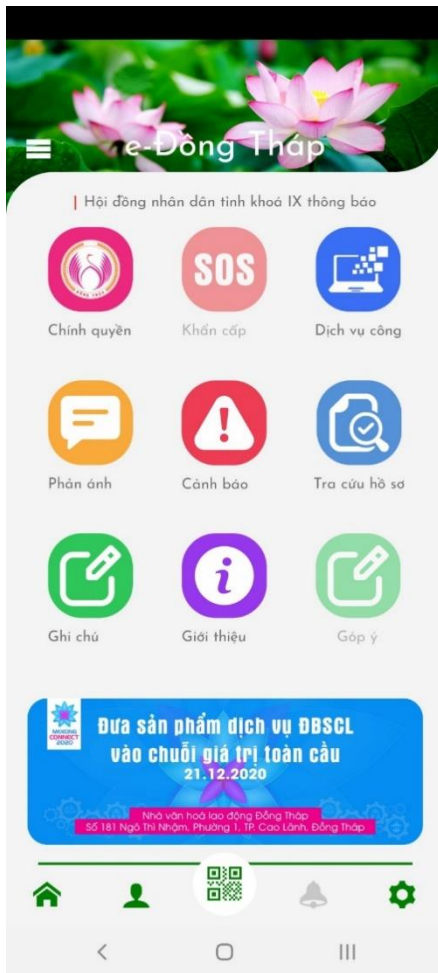 e-Đồng Tháp
Hội đồng nhân dân tỉnh khoá IX thông báo
ĐỒNG THÁP
SOS
Chính quyền
Khẩn cấp
Dịch vụ công
Phản ánh
Cảnh báo
Tra cứu hồ sơ
i
Ghi chú
Giới thiệu
Góp ý
MEKONG
CONNECT
2020
Đưa sản phẩm dịch vụ ĐBSCL
vào chuỗi giá trị toàn cầu
21.12.2020
Nhà văn hoá lao động Đồng Tháp
Số 181 Ngô Thì Nhậm, Phường 1, TP. Cao Lãnh, Đồng Tháp